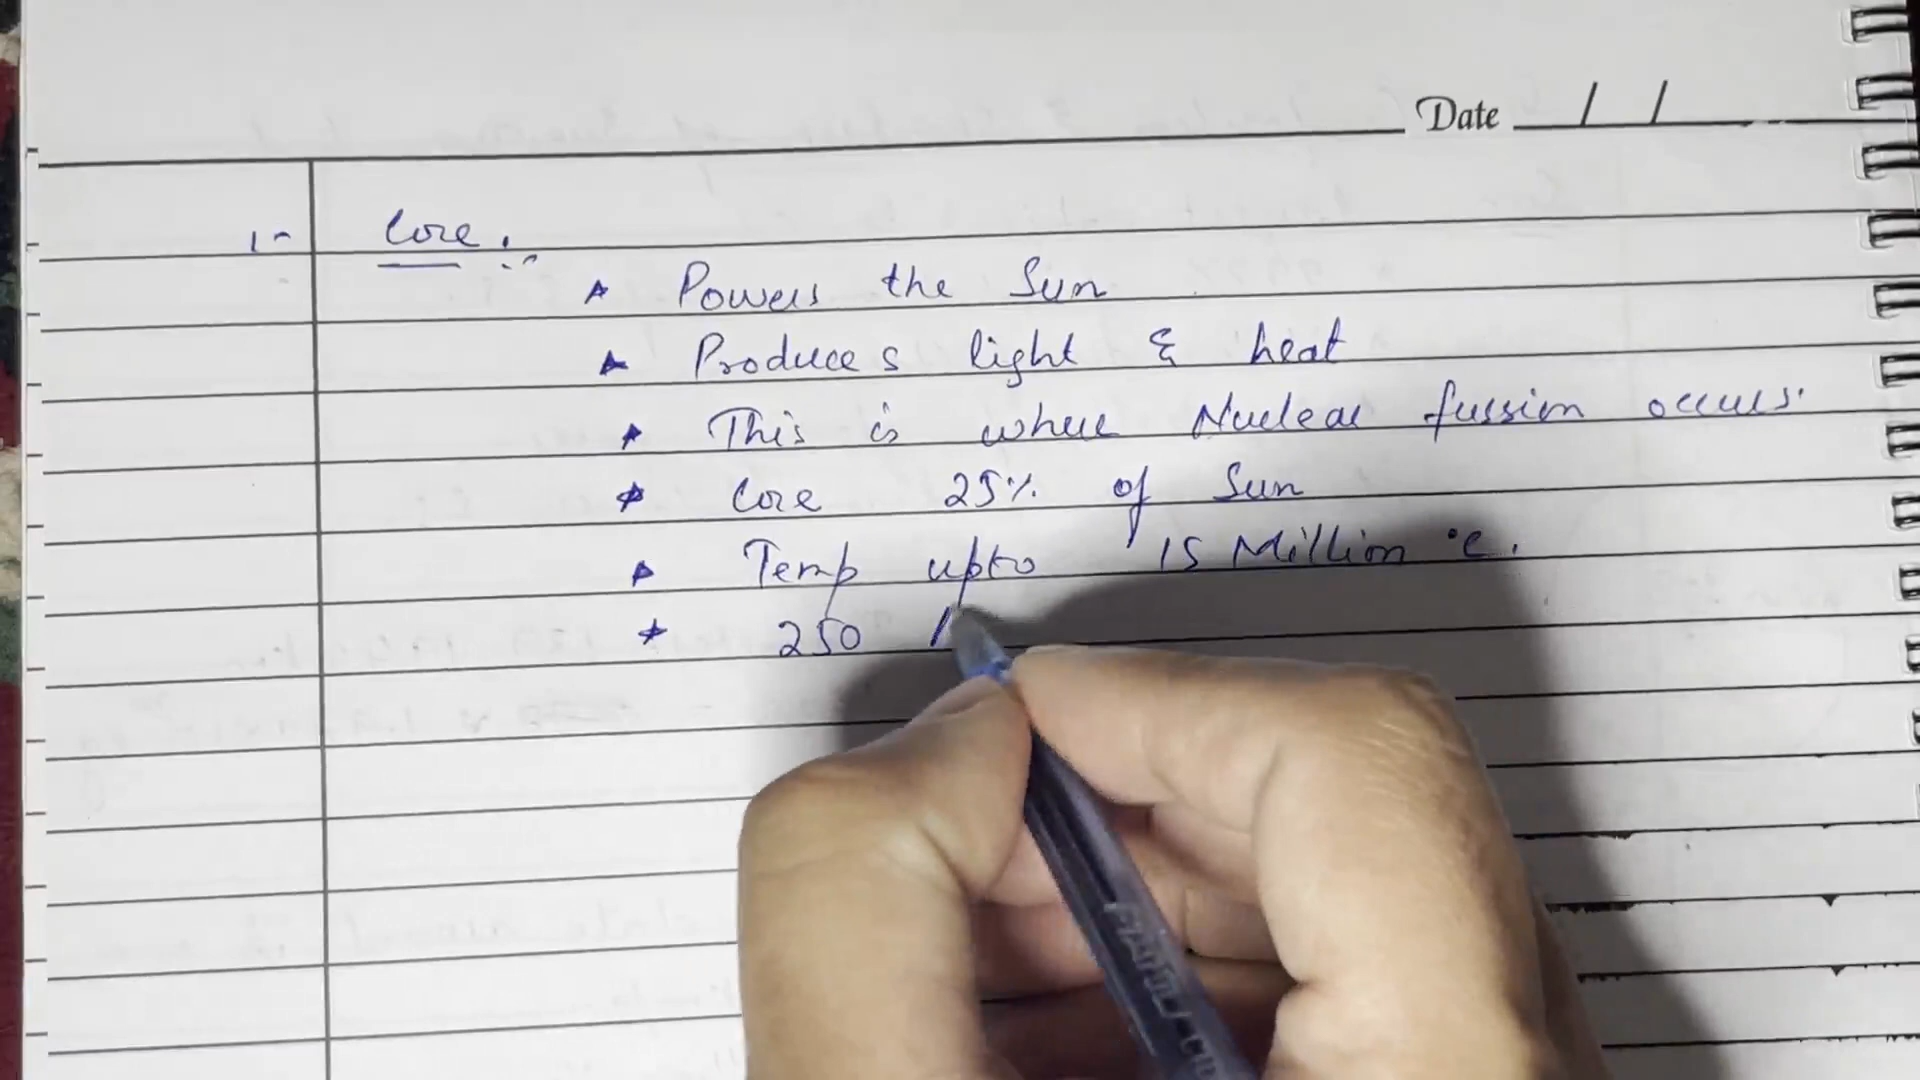 Date / /
1- Core :-
* Powers the Sun
* Produces light & heat
* This is where Nuclear fussion occurs.
* Core 25% of Sun
* Temp upto 15 Million °c.
* 250